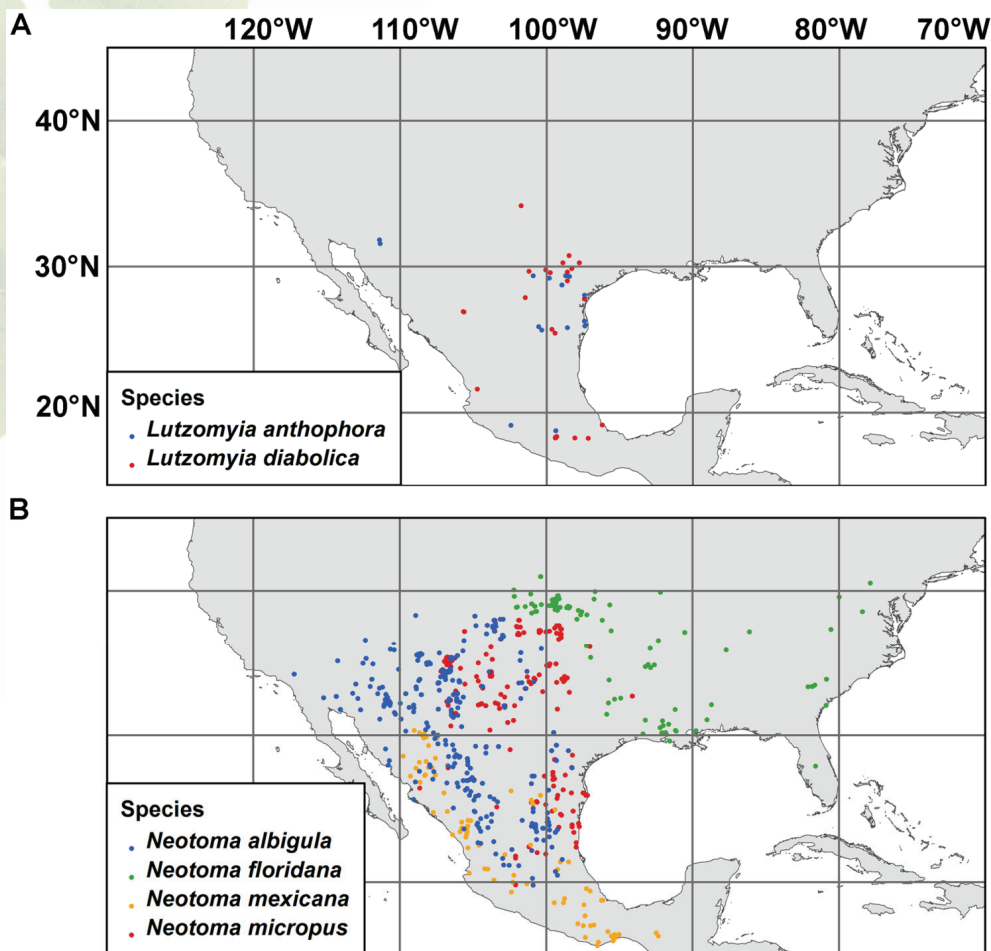 A
120°W 110°W 100°W 90°W 80°W 70°W
40°N
30°N
20°N
Species
Lutzomyia anthophora
Lutzomyia diabolica
B
Species
Neotoma albigula
Neotoma floridana
Neotoma mexicana
Neotoma micropus